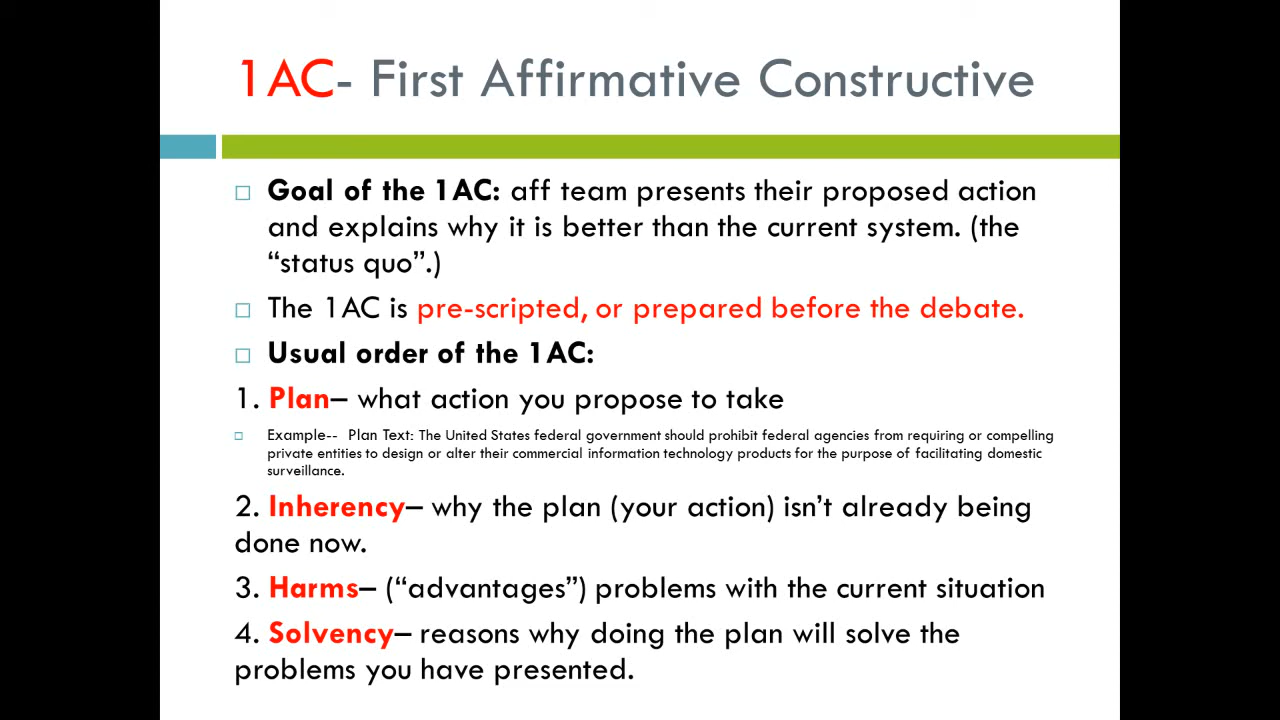 1AC- First Affirmative Constructive
Goal of the 1AC: aff team presents their proposed action
and explains why it is better than the current system. (the
“status quo”.)
The 1AC is pre-scripted, or prepared before the debate.
Usual order of the 1AC:
1. Plan– what action you propose to take
Example-- Plan Text: The United States federal government should prohibit federal agencies from requiring or compelling
private entities to design or alter their commercial information technology products for the purpose of facilitating domestic
surveillance.
2. Inherency– why the plan (your action) isn’t already being
done now.
3. Harms– (“advantages”) problems with the current situation
4. Solvency– reasons why doing the plan will solve the
problems you have presented.